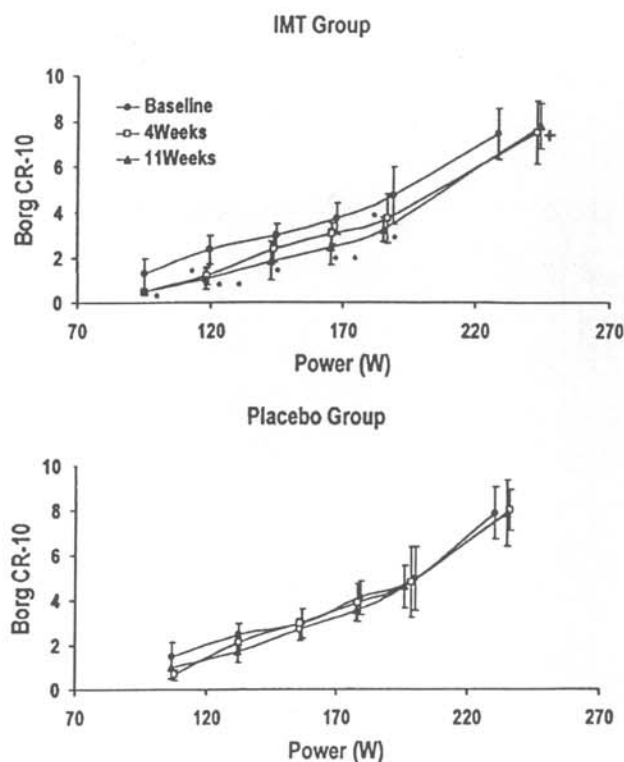 IMT Group
10
8
6
4
2
0
Borg CR-10
Baseline
4Weeks
11Weeks
+
70 120 170 220 270
Power (W)
Placebo Group
10
8
6
4
2
0
Borg CR-10
70 120 170 220 270
Power (W)